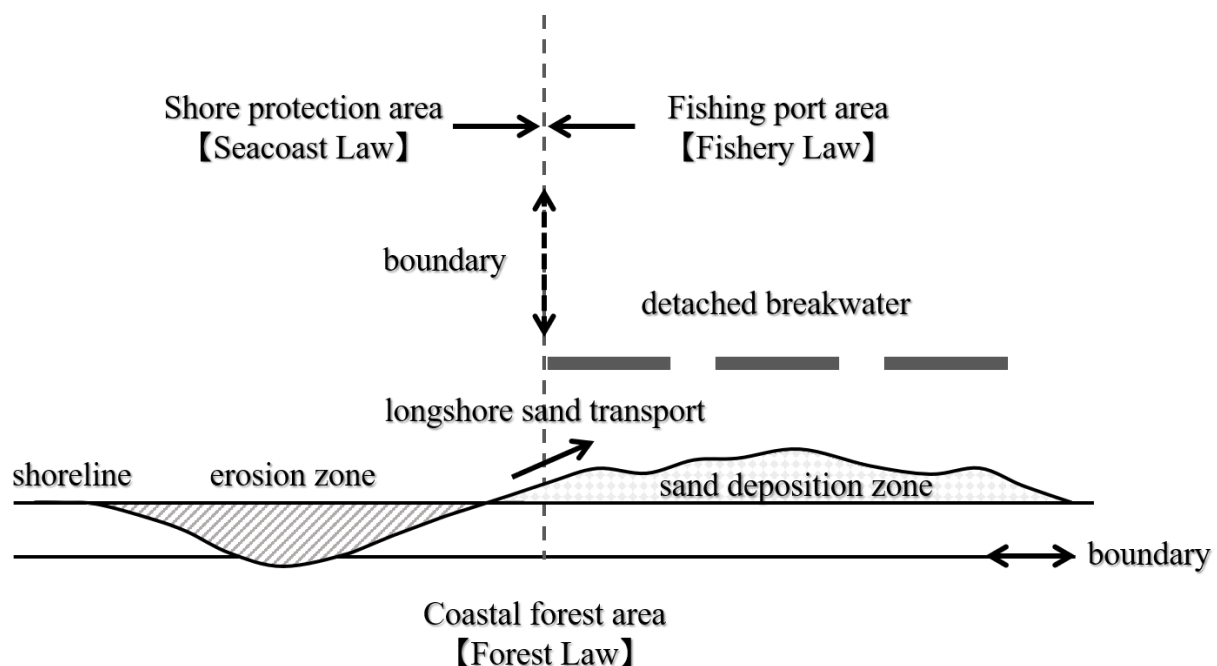 Shore protection area
【Seacoast Law】
Fishing port area
【Fishery Law】
boundary
detached breakwater
longshore sand transport
shoreline
erosion zone
sand deposition zone
boundary
Coastal forest area
【Forest Law】